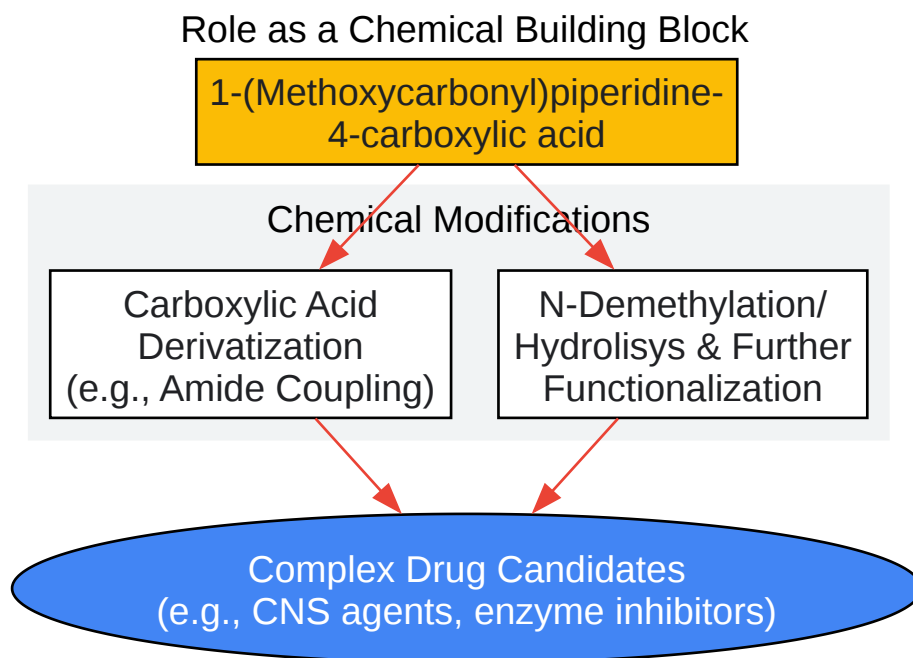 Role as a Chemical Building Block
1-(Methoxycarbonyl)piperidine-
4-carboxylic acid
Chemical Modifications
Carboxylic Acid
Derivatization
(e.g., Amide Coupling)
N-Demethylation/
Hydrolisys & Further
Functionalization
Complex Drug Candidates
(e.g., CNS agents, enzyme inhibitors)